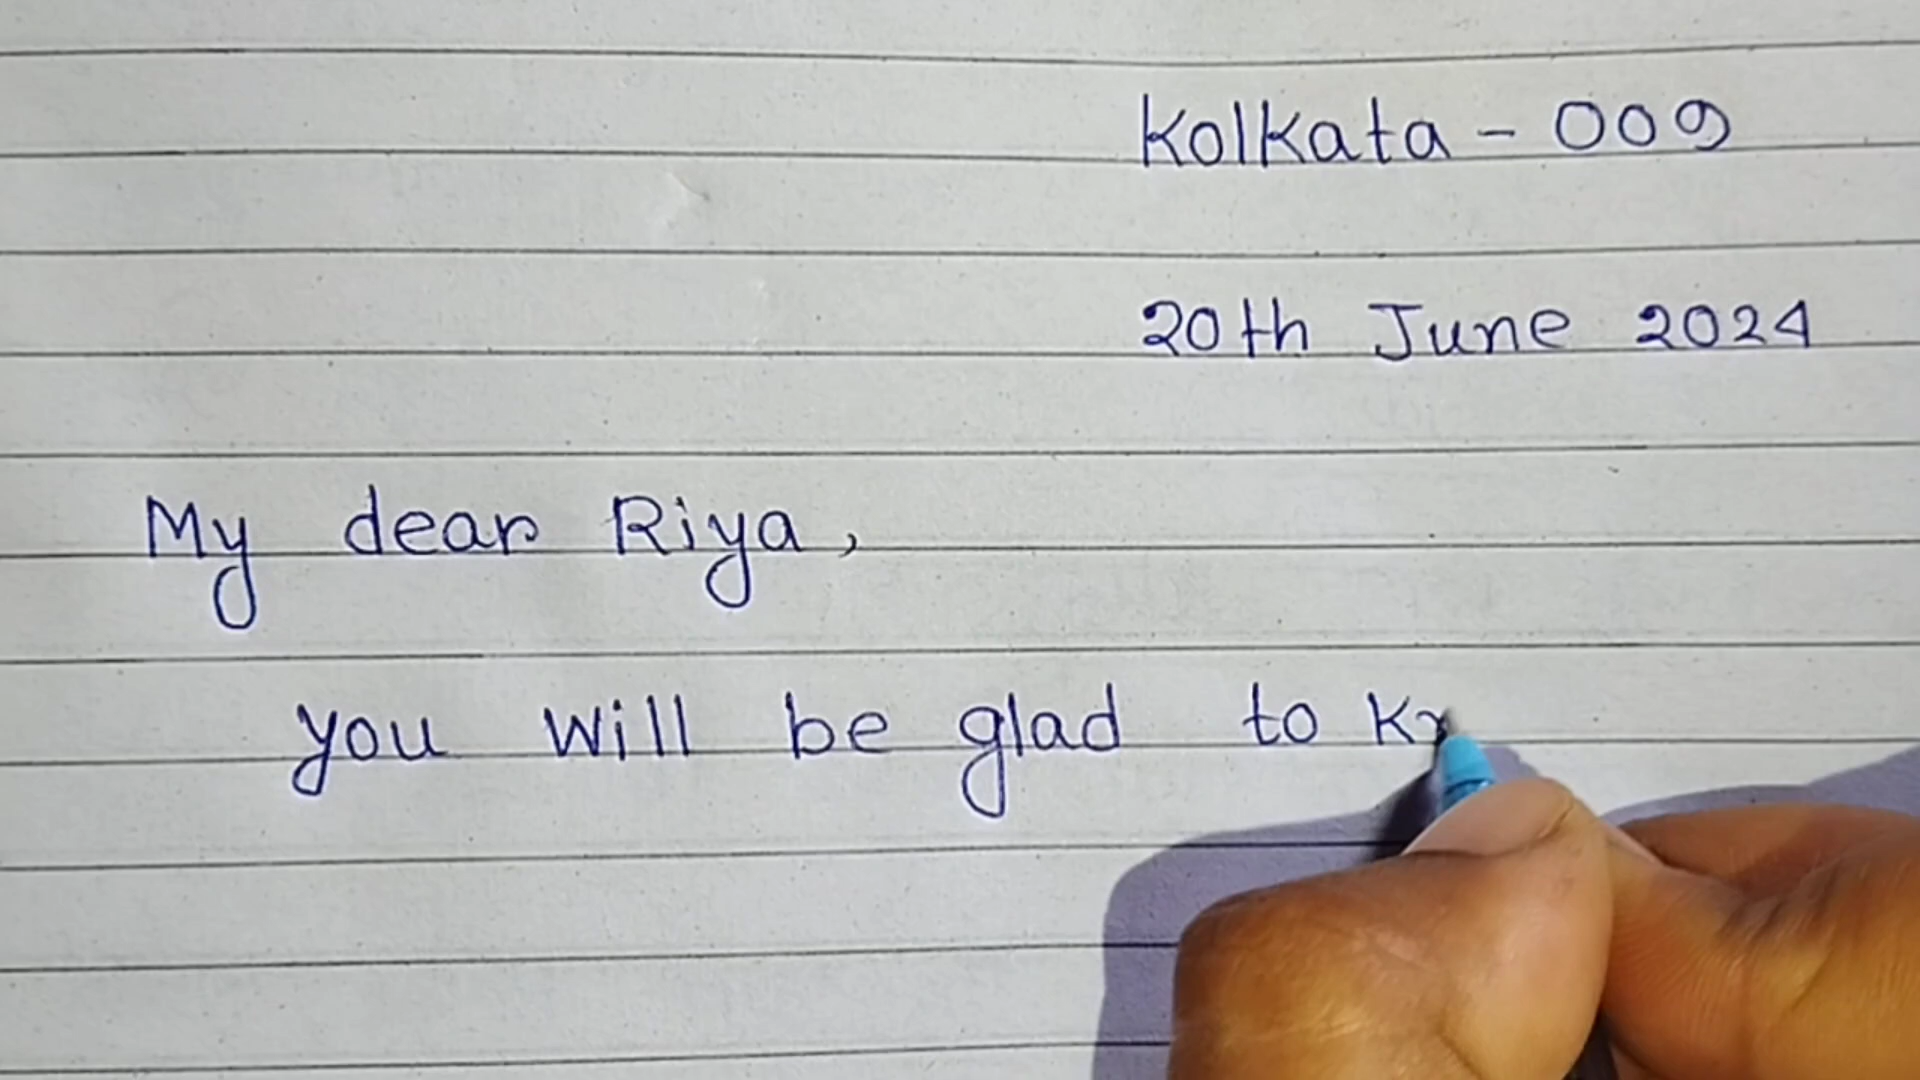 Kolkata - 009
20th June 2024
My dear Riya,
you will be glad to